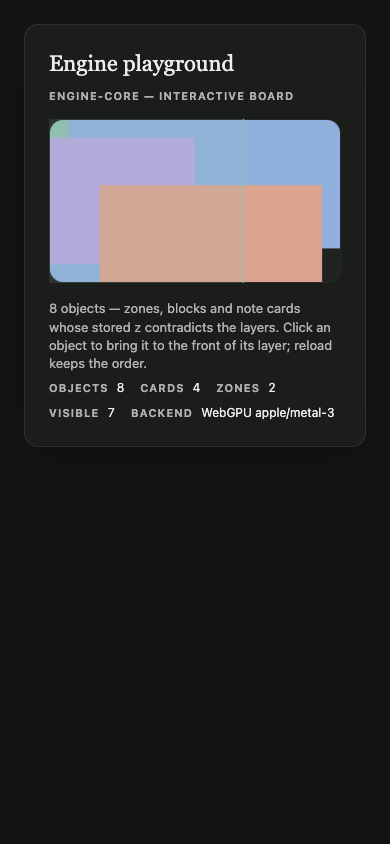 Engine playground
ENGINE-CORE — INTERACTIVE BOARD
8 objects — zones, blocks and note cards
whose stored z contradicts the layers. Click an
object to bring it to the front of its layer; reload
keeps the order.
OBJECTS 8 CARDS 4 ZONES 2
VISIBLE 7 BACKEND WebGPU apple/metal-3